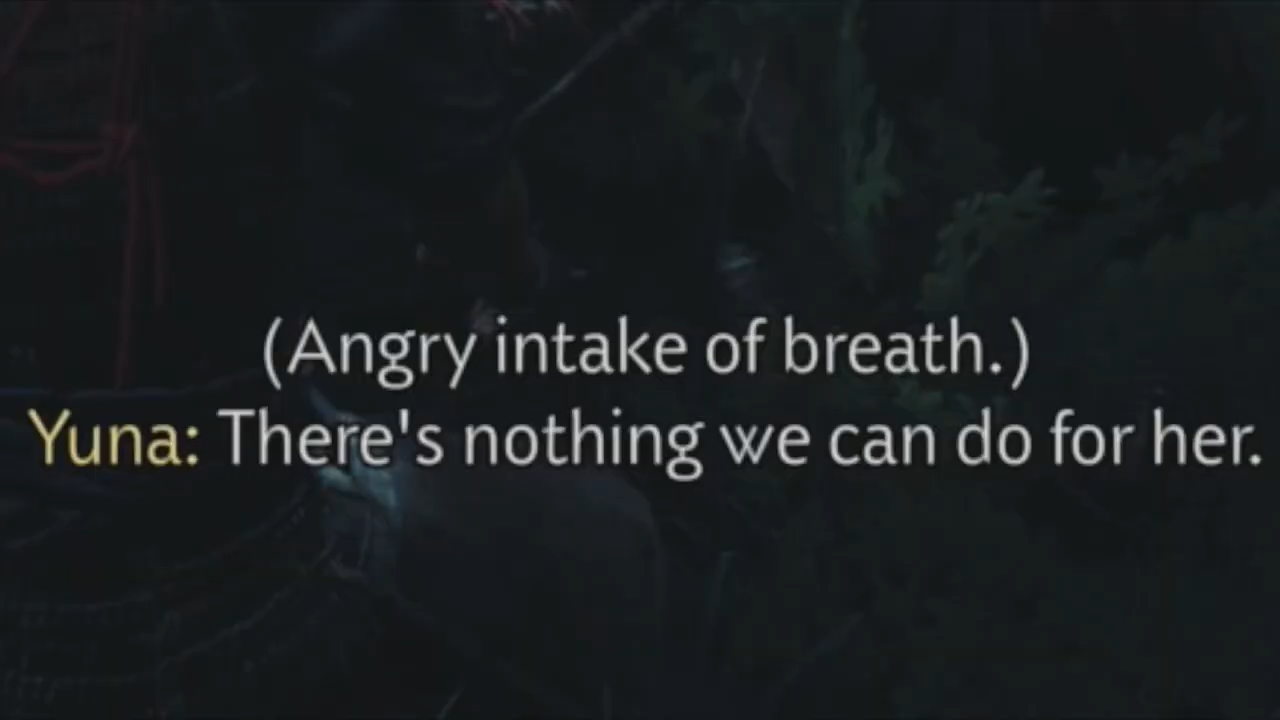 (Angry intake of breath.)
Yuna: There's nothing we can do for her.